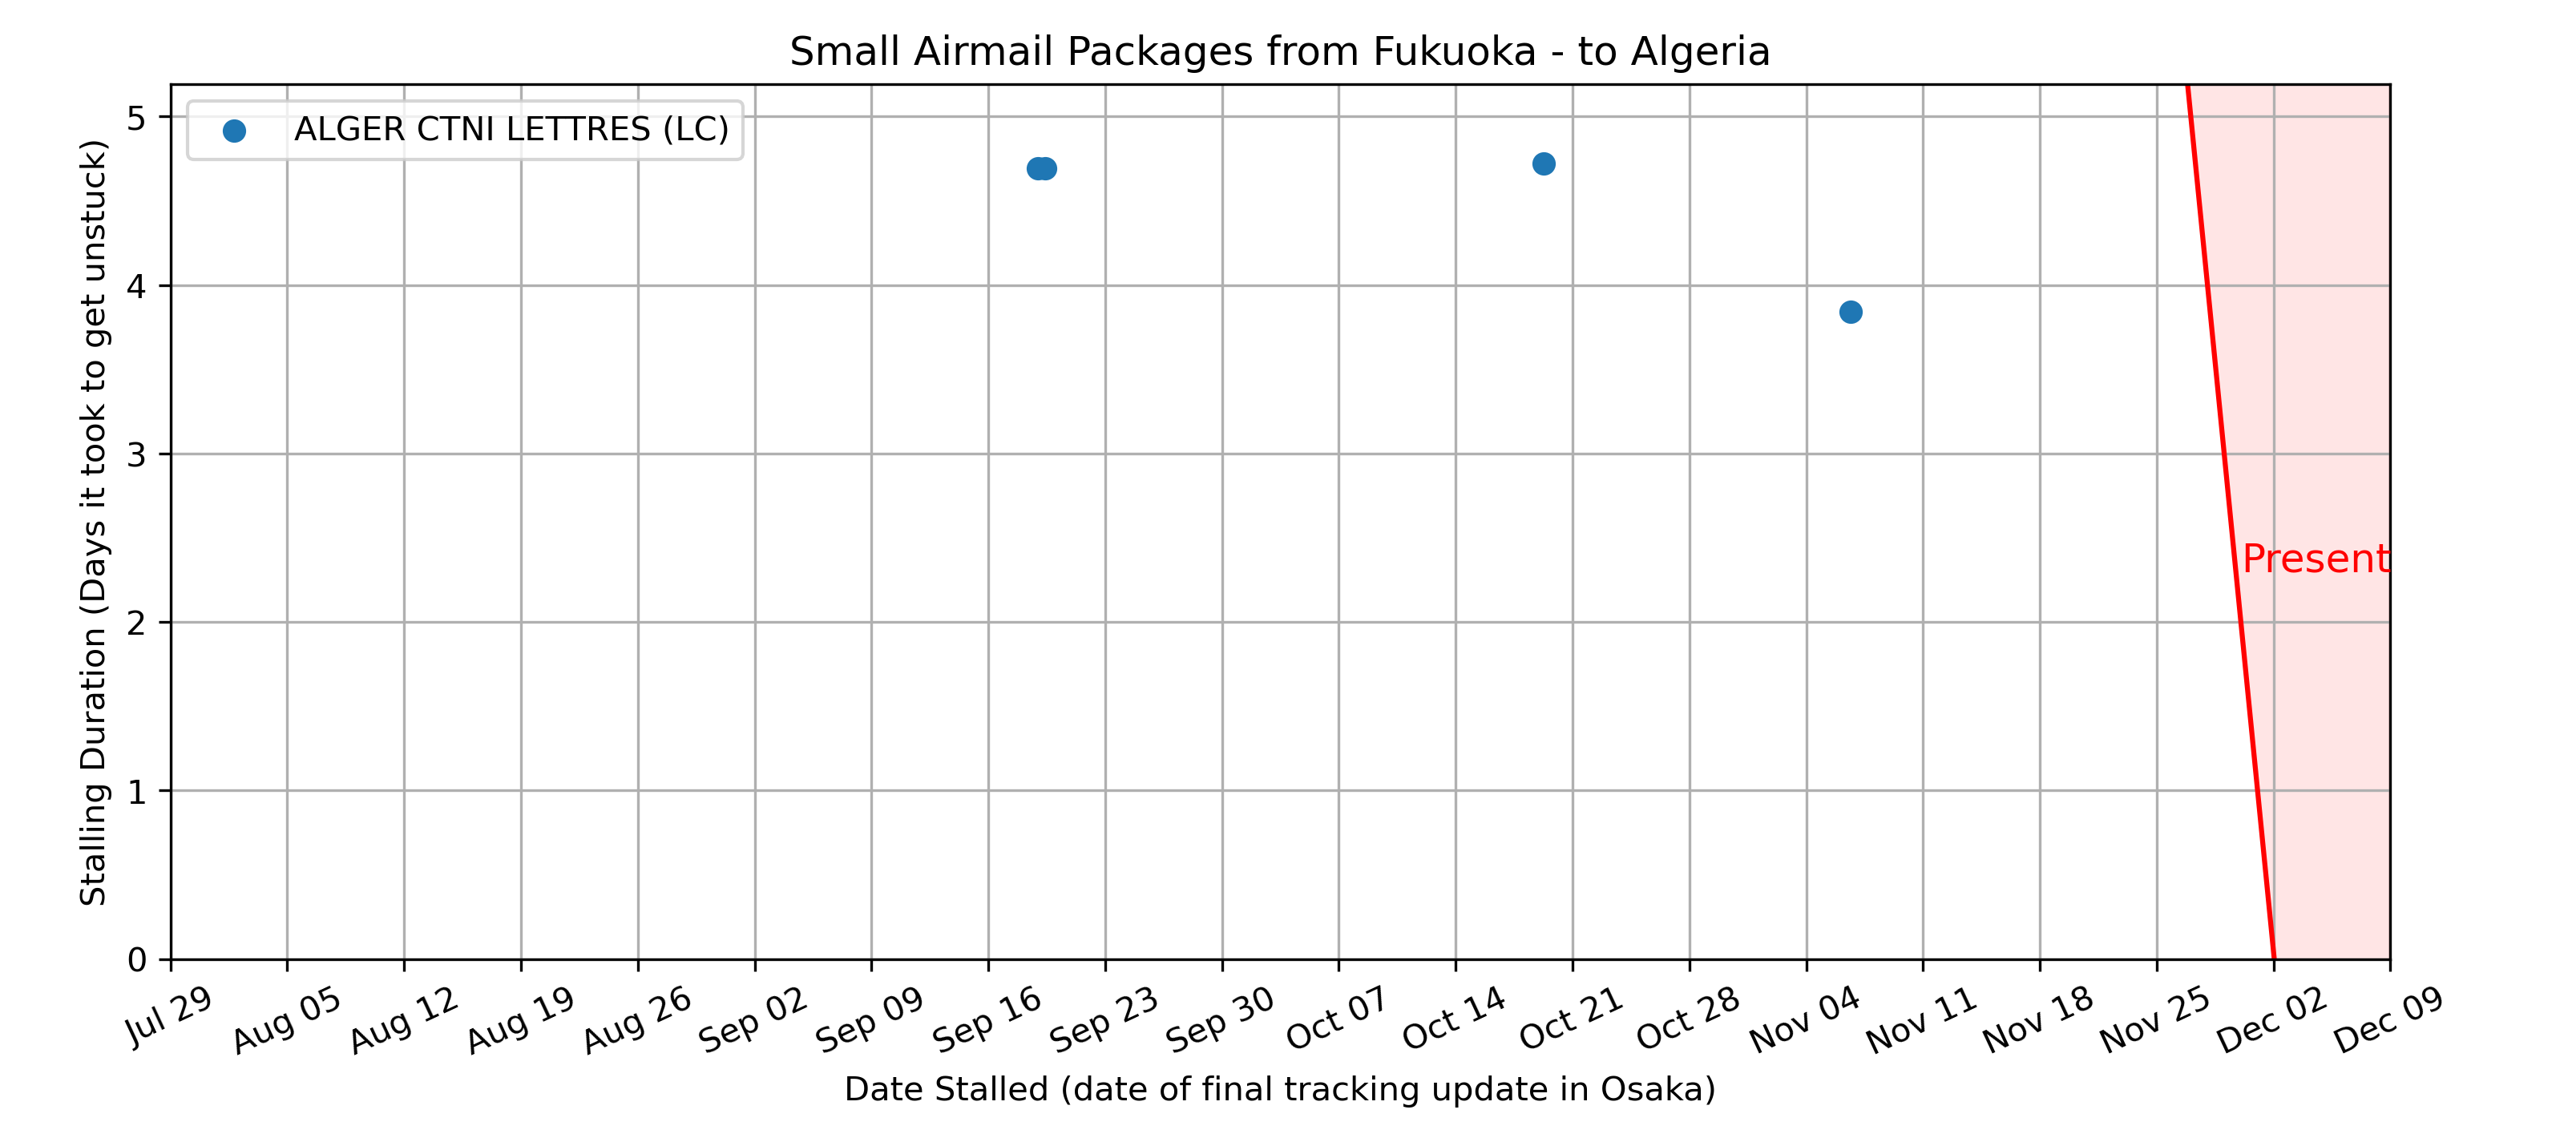 Small Airmail Packages from Fukuoka - to Algeria
ALGER CTNI LETTRES (LC)
Stalling Duration (Days it took to get unstuck)
5
4
3
2
1
0
Present
Jul 29
Aug 05
Aug 12
Aug 19
Aug 26
Sep 02
Sep 09
Sep 16
Sep 23
Sep 30
Oct 07
Oct 14
Oct 21
Oct 28
Nov 04
Nov 11
Nov 18
Nov 25
Dec 02
Dec 09
Date Stalled (date of final tracking update in Osaka)